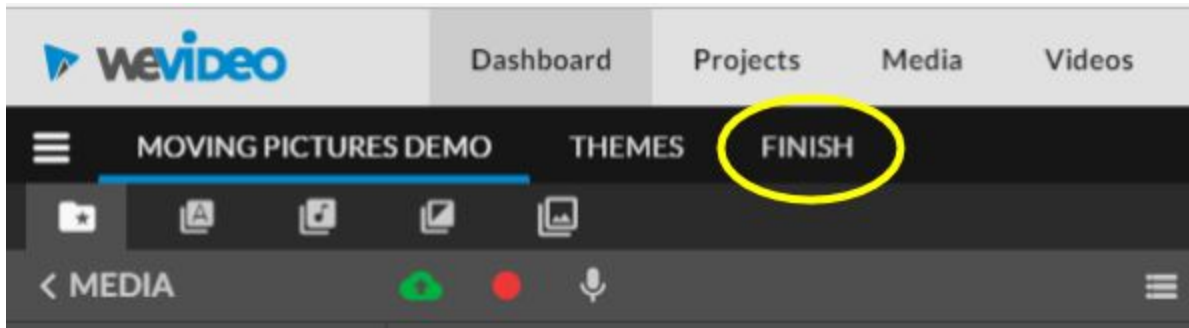 wevideo Dashboard Projects Media Videos
MOVING PICTURES DEMO THEMES FINISH
A
< MEDIA